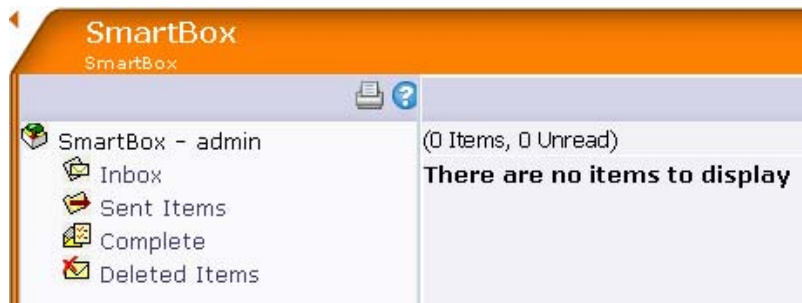 SmartBox
SmartBox
SmartBox - admin
Inbox
Sent Items
Complete
Deleted Items
(0 Items, 0 Unread)
There are no items to display